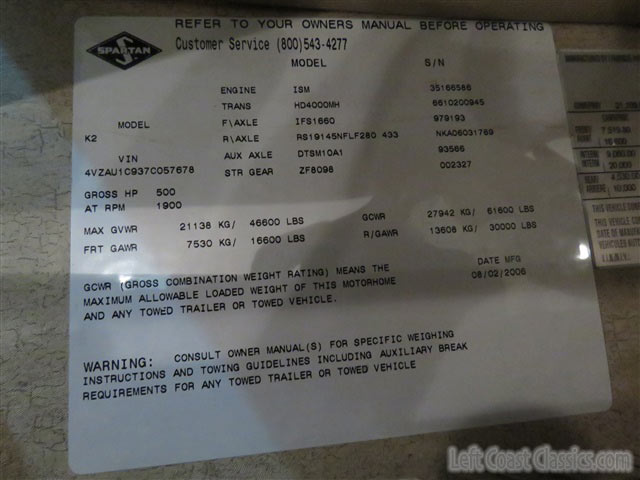 REFER TO YOUR OWNERS MANUAL BEFORE OPERATING
SPARTAN
Customer Service (800)543-4277
MODEL S/N
ENGINE ISM 35166586
TRANS HD4000MH 6610200945
MODEL F\AXLE IFS1660 979193
K2 R\AXLE RS19145NFLF280 433 NKAD6031769
VIN AUX AXLE DTSM10A1 93566
4VZAU1C937C057678 STR GEAR ZF8098 002327
GROSS HP 500
AT RPM 1900
MAX GVWR 21138 KG/ 46600 LBS GCWR 27942 KG/ 61600 LBS
FRT GAWR 7530 KG/ 16600 LBS R/GAWR 13608 KG/ 30000 LBS
GCWR (GROSS COMBINATION WEIGHT RATING) MEANS THE DATE MFG
MAXIMUM ALLOWABLE LOADED WEIGHT OF THIS MOTORHOME 08/02/2006
AND ANY TOWED TRAILER OR TOWED VEHICLE.
WARNING: CONSULT OWNER MANUAL(S) FOR SPECIFIC WEIGHING
INSTRUCTIONS AND TOWING GUIDELINES INCLUDING AUXILIARY BREAK
REQUIREMENTS FOR ANY TOWED TRAILER OR TOWED VEHICLE
THIS VEHICLE
DATE OF
Left Coast Classics.com